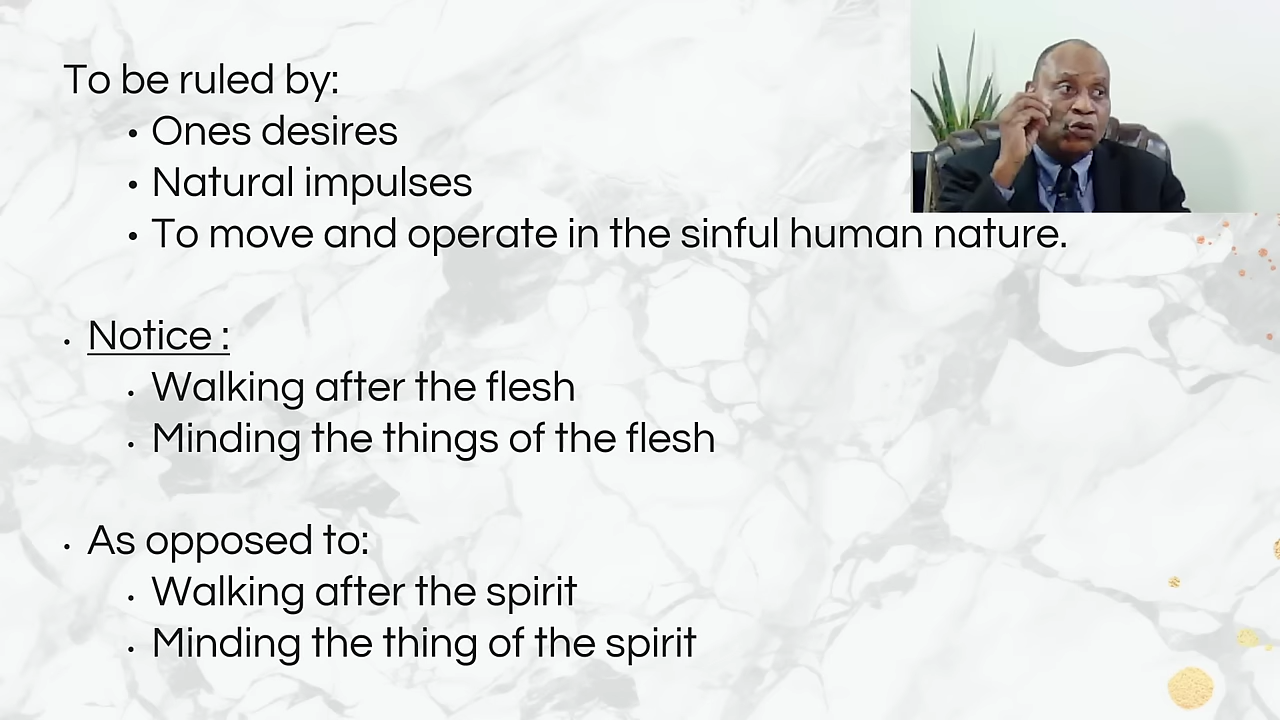 To be ruled by:
• Ones desires
• Natural impulses
• To move and operate in the sinful human nature.
• Notice :
• Walking after the flesh
• Minding the things of the flesh
• As opposed to:
• Walking after the spirit
• Minding the thing of the spirit